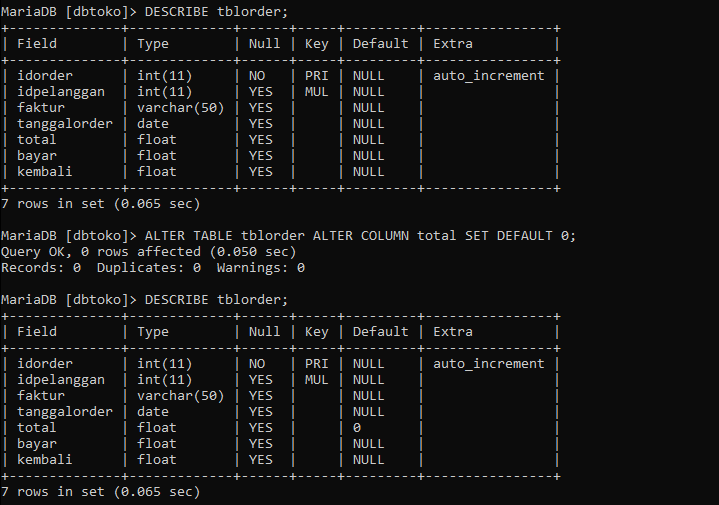 MariaDB [dbtoko]> DESCRIBE tblorder;
+--------------+-------------+------+-----+---------+----------------+
| Field        | Type        | Null | Key | Default | Extra          |
+--------------+-------------+------+-----+---------+----------------+
| idorder      | int(11)     | NO   | PRI | NULL    | auto_increment |
| idpelanggan  | int(11)     | YES  | MUL | NULL    |                |
| faktur       | varchar(50) | YES  |     | NULL    |                |
| tanggalorder | date        | YES  |     | NULL    |                |
| total        | float       | YES  |     | NULL    |                |
| bayar        | float       | YES  |     | NULL    |                |
| kembali      | float       | YES  |     | NULL    |                |
+--------------+-------------+------+-----+---------+----------------+
7 rows in set (0.065 sec)

MariaDB [dbtoko]> ALTER TABLE tblorder ALTER COLUMN total SET DEFAULT 0;
Query OK, 0 rows affected (0.050 sec)
Records: 0  Duplicates: 0  Warnings: 0

MariaDB [dbtoko]> DESCRIBE tblorder;
+--------------+-------------+------+-----+---------+----------------+
| Field        | Type        | Null | Key | Default | Extra          |
+--------------+-------------+------+-----+---------+----------------+
| idorder      | int(11)     | NO   | PRI | NULL    | auto_increment |
| idpelanggan  | int(11)     | YES  | MUL | NULL    |                |
| faktur       | varchar(50) | YES  |     | NULL    |                |
| tanggalorder | date        | YES  |     | NULL    |                |
| total        | float       | YES  |     | 0       |                |
| bayar        | float       | YES  |     | NULL    |                |
| kembali      | float       | YES  |     | NULL    |                |
+--------------+-------------+------+-----+---------+----------------+
7 rows in set (0.065 sec)